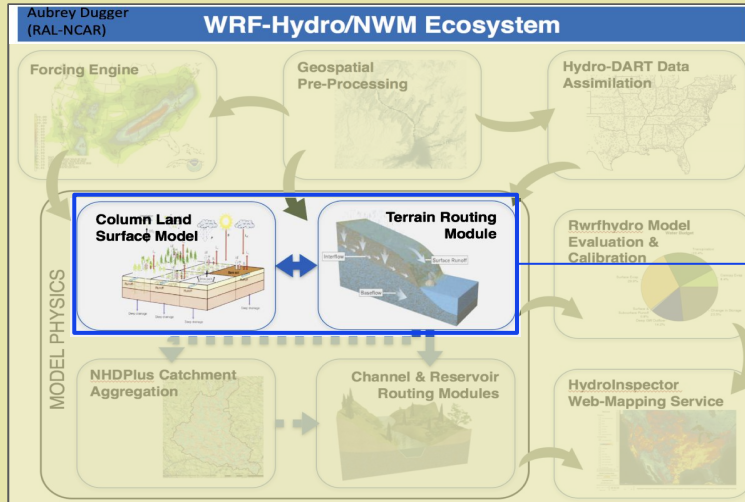 Aubrey Dugger
(RAL-NCAR)
WRF-Hydro/NWM Ecosystem
Forcing Engine
Geospatial
Pre-Processing
Hydro-DART Data
Assimilation
Column Land
Surface Model
Terrain Routing
Module
Interflow
Surface Runoff
Baseflow
Rwrfhydro Model
Evaluation &
Calibration
MODEL PHYSICS
NHDPlus Catchment
Aggregation
Channel & Reservoir
Routing Modules
HydroInspector
Web-Mapping Service